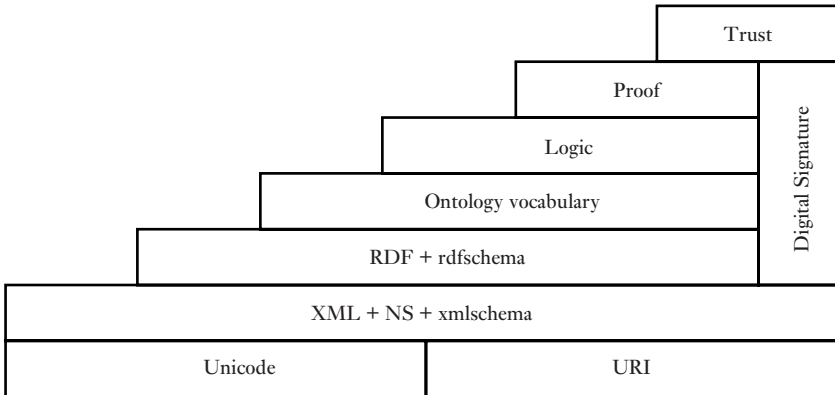 Trust
Proof
Logic
Ontology vocabulary
RDF + rdfschema
Digital Signature
XML + NS + xmlschema
Unicode
URI